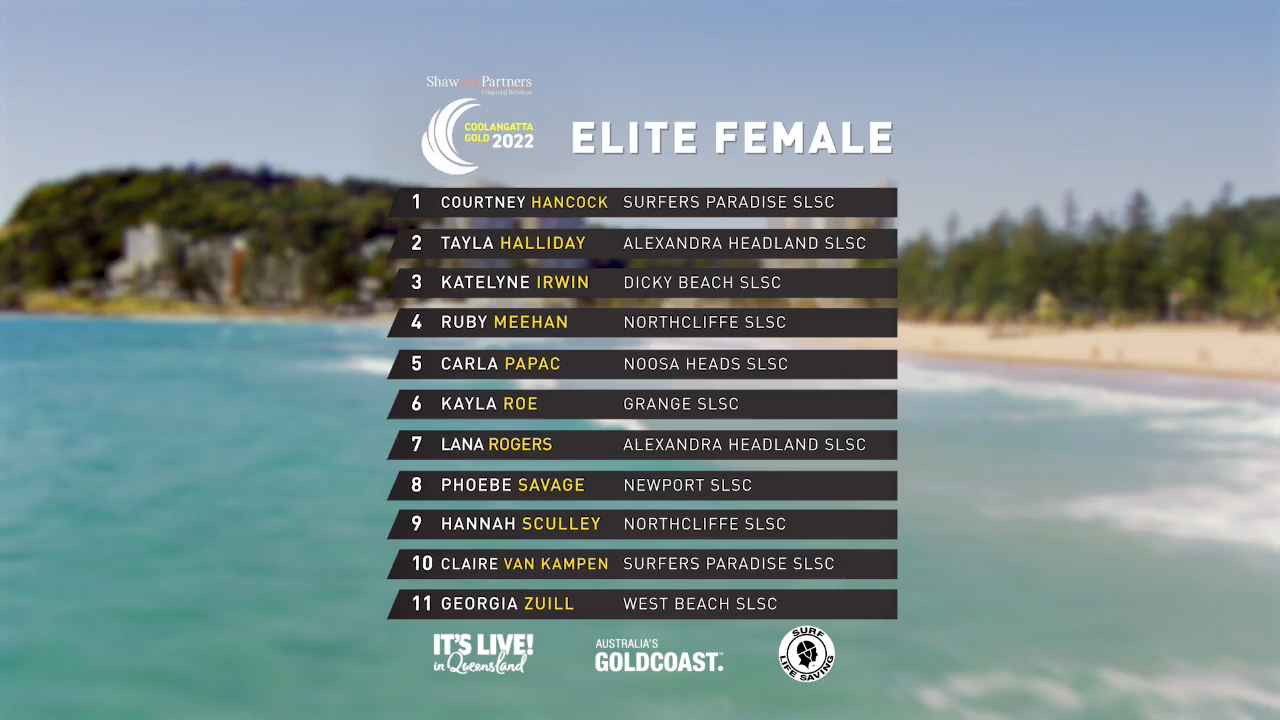 Shaw and Partners
Financial Services
COOLANGATTA
GOLD 2022
ELITE FEMALE
1 COURTNEY HANCOCK SURFERS PARADISE SLSC
2 TAYLA HALLIDAY ALEXANDRA HEADLAND SLSC
3 KATELYNE IRWIN DICKY BEACH SLSC
4 RUBY MEEHAN NORTHCLIFFE SLSC
5 CARLA PAPAC NOOSA HEADS SLSC
6 KAYLA ROE GRANGE SLSC
7 LANA ROGERS ALEXANDRA HEADLAND SLSC
8 PHOEBE SAVAGE NEWPORT SLSC
9 HANNAH SCULLEY NORTHCLIFFE SLSC
10 CLAIRE VAN KAMPEN SURFERS PARADISE SLSC
11 GEORGIA ZUILL WEST BEACH SLSC
IT'S LIVE!
in Queensland
AUSTRALIA'S
GOLDCOAST.
SURF
LIFE SAVING